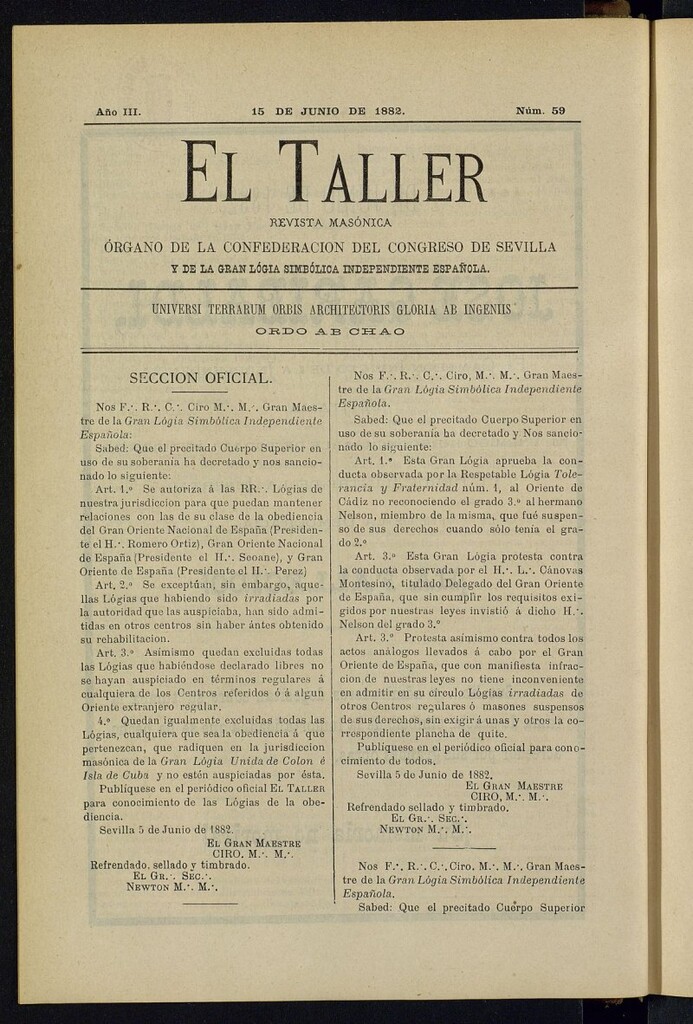 Año III.
15 DE JUNIO DE 1882.
Núm. 59
EL TALLER
REVISTA MASÓNICA
ÓRGANO DE LA CONFEDERACION DEL CONGRESO DE SEVILLA
Y DE LA GRAN LÓGIA SIMBÓLICA INDEPENDIENTE ESPAÑOLA.
UNIVERSI TERRARUM ORBIS ARCHITECTORIS GLORIA AB INGENIIS
ORDO AB CHAO
SECCION OFICIAL.
Nos F.·. R.·. C.·. Ciro M.·. M.·. Gran Maes-
tre de la Gran Lógia Simbólica Independiente
Española:
Sabed: Que el precitado Cuerpo Superior en
uso de su soberanía ha decretado y nos sancio-
nado lo siguiente:
Art. 1.º Se autoriza á las RR.·. Lógias de
nuestra jurisdiccion para que puedan mantener
relaciones con las de su clase de la obediencia
del Gran Oriente Nacional de España (Presiden-
te el H.·. Romero Ortiz), Gran Oriente Nacional
de España (Presidente el H.·. Seoane), y Gran
Oriente de España (Presidente el H.·. Perez)
Art. 2.º Se exceptúan, sin embargo, aque-
llas Lógias que habiendo sido irradiadas por
la autoridad que las auspiciaba, han sido admi-
tidas en otros centros sin haber ántes obtenido
su rehabilitacion.
Art. 3.º Asímismo quedan excluidas todas
las Lógias que habiéndose declarado libres no
se hayan auspiciado en términos regulares á
cualquiera de los Centros referidos ó á algun
Oriente extranjero regular.
4.º Quedan igualmente excluidas todas las
Lógias, cualquiera que sea la obediencia á que
pertenezcan, que radiquen en la jurisdiccion
masónica de la Gran Lógia Unida de Colon é
Isla de Cuba y no estén auspiciadas por ésta.
Publíquese en el periódico oficial EL TALLER
para conocimiento de las Lógias de la obe-
diencia.
Sevilla 5 de Junio de 1882.
EL GRAN MAESTRE
CIRO, M.·. M.·.
Refrendado, sellado y timbrado.
EL GR.·. SEC.·.
NEWTON M.·. M.·.
Nos F.·. R.·. C.·. Ciro, M.·. M.·. Gran Maes-
tre de la Gran Lógia Simbólica Independiente
Española.
Sabed: Que el precitado Cuerpo Superior en
uso de su soberanía ha decretado y Nos sancio-
nado lo siguiente:
Art. 1.º Esta Gran Lógia aprueba la con-
ducta observada por la Respetable Lógia Tole-
rancia y Fraternidad núm. 1, al Oriente de
Cádiz no reconociendo el grado 3.º al hermano
Nelson, miembro de la misma, que fué suspen-
so de sus derechos cuando sólo tenía el gra-
do 2.º
Art. 3.º Esta Gran Lógia protesta contra
la conducta observada por el H.·. L.·. Cánovas
Montesino, titulado Delegado del Gran Oriente
de España, que sin cumplir los requisitos exi-
gidos por nuestras leyes invistió á dicho H.·.
Nelson del grado 3.º
Art. 3.º Protesta asímismo contra todos los
actos análogos llevados á cabo por el Gran
Oriente de España, que con manifiesta infrac-
cion de nuestras leyes no tiene inconveniente
en admitir en su círculo Lógias irradiadas de
otros Centros regulares ó masones suspensos
de sus derechos, sin exigir á unas y otros la co-
rrespondiente plancha de quite.
Publíquese en el periódico oficial para cono-
cimiento de todos.
Sevilla 5 de Junio de 1882.
EL GRAN MAESTRE
CIRO, M.·. M.·.
Refrendado sellado y timbrado.
EL GR.·. SEC.·.
NEWTON M.·. M.·.
Nos F.·. R.·. C.·. Ciro, M.·. M.·. Gran Maes-
tre de la Gran Lógia Simbólica Independiente
Española.
Sabed: Que el precitado Cuerpo Superior